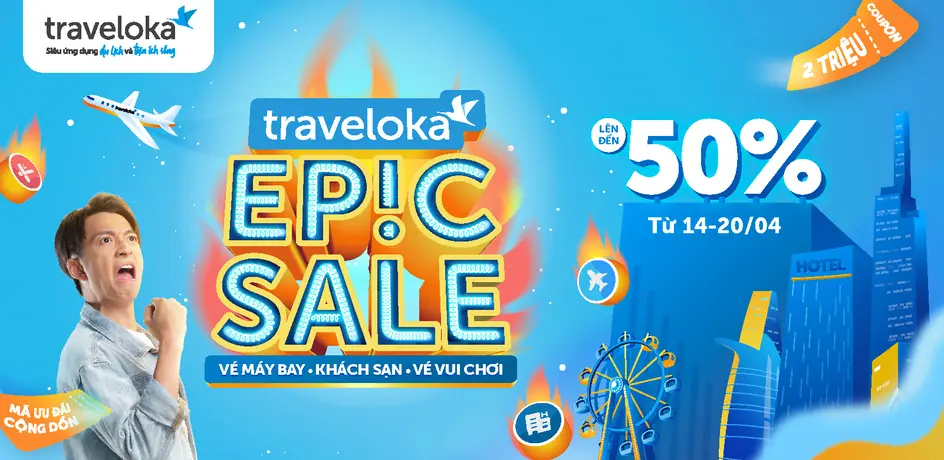 traveloka
Siêu ứng dụng du lịch và tiện ích sống
COUPON
2 TRIỆU
traveloka
traveloka
EP!C
SALE
VÉ MÁY BAY • KHÁCH SẠN • VÉ VUI CHƠI
LÊN ĐẾN
50%
Từ 14-20/04
HOTEL
H
MÃ ƯU ĐÃI
CỘNG DỒN